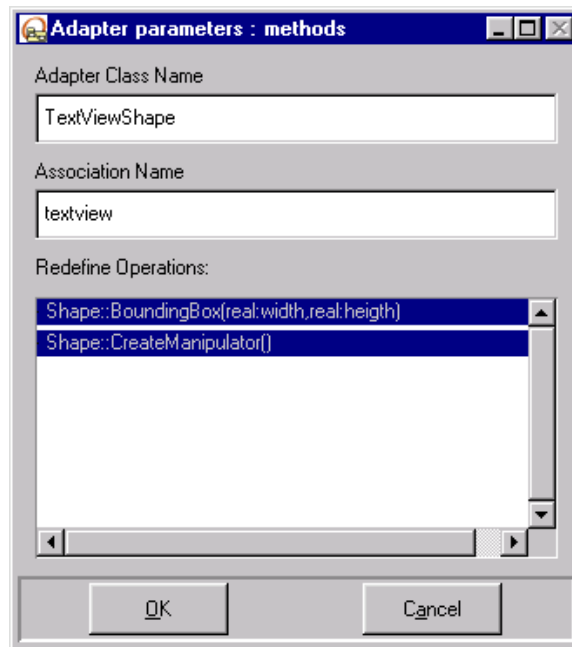 Adapter parameters : methods
Adapter Class Name
TextViewShape
Association Name
textview
Redefine Operations:
Shape::BoundingBox(real:width,real:heigth)
Shape::CreateManipulator()
OK
Cancel